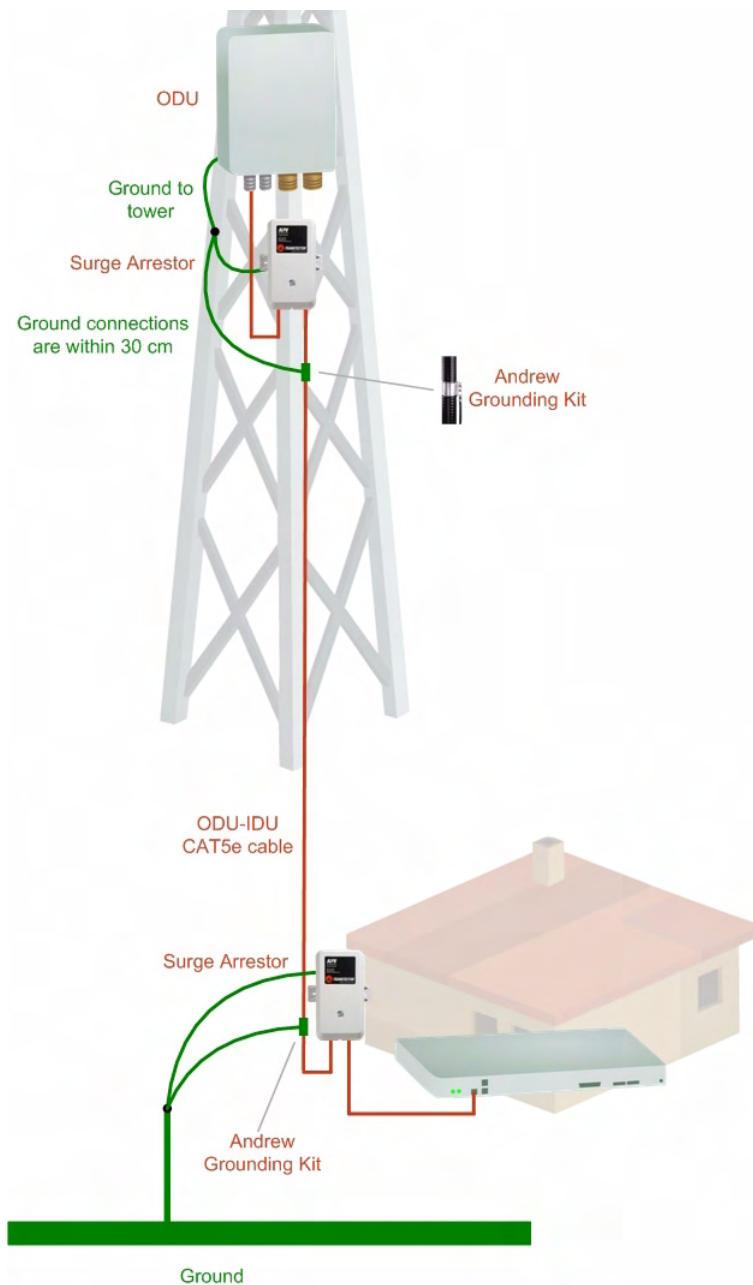 ODU
Ground to
tower
Surge Arrestor
Ground connections
are within 30 cm
Andrew
Grounding Kit
ODU-IDU
CAT5e cable
Surge Arrestor
Andrew
Grounding Kit
Ground